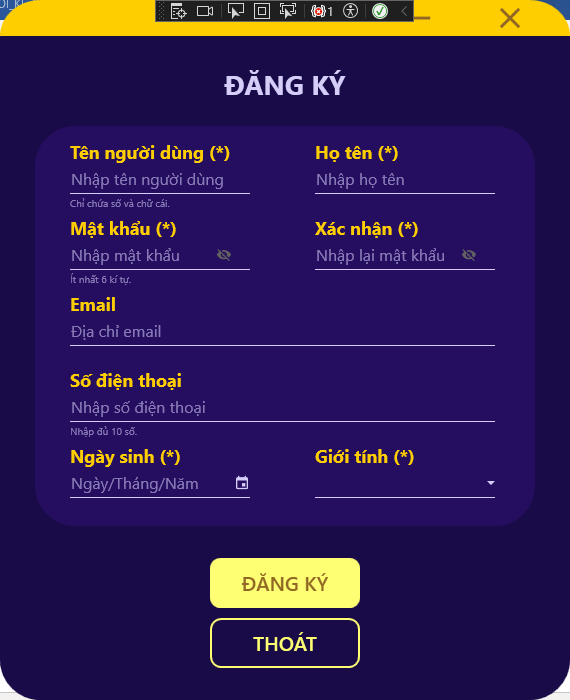 1
ĐĂNG KÝ
Tên người dùng (*) Họ tên (*)
Nhập tên người dùng Nhập họ tên
Chỉ chứa số và chữ cái.
Mật khẩu (*) Xác nhận (*)
Nhập mật khẩu Nhập lại mật khẩu
Ít nhất 6 kí tự.
Email
Địa chỉ email
Số điện thoại
Nhập số điện thoại
Nhập đủ 10 số.
Ngày sinh (*) Giới tính (*)
Ngày/Tháng/Năm
ĐĂNG KÝ
THOÁT